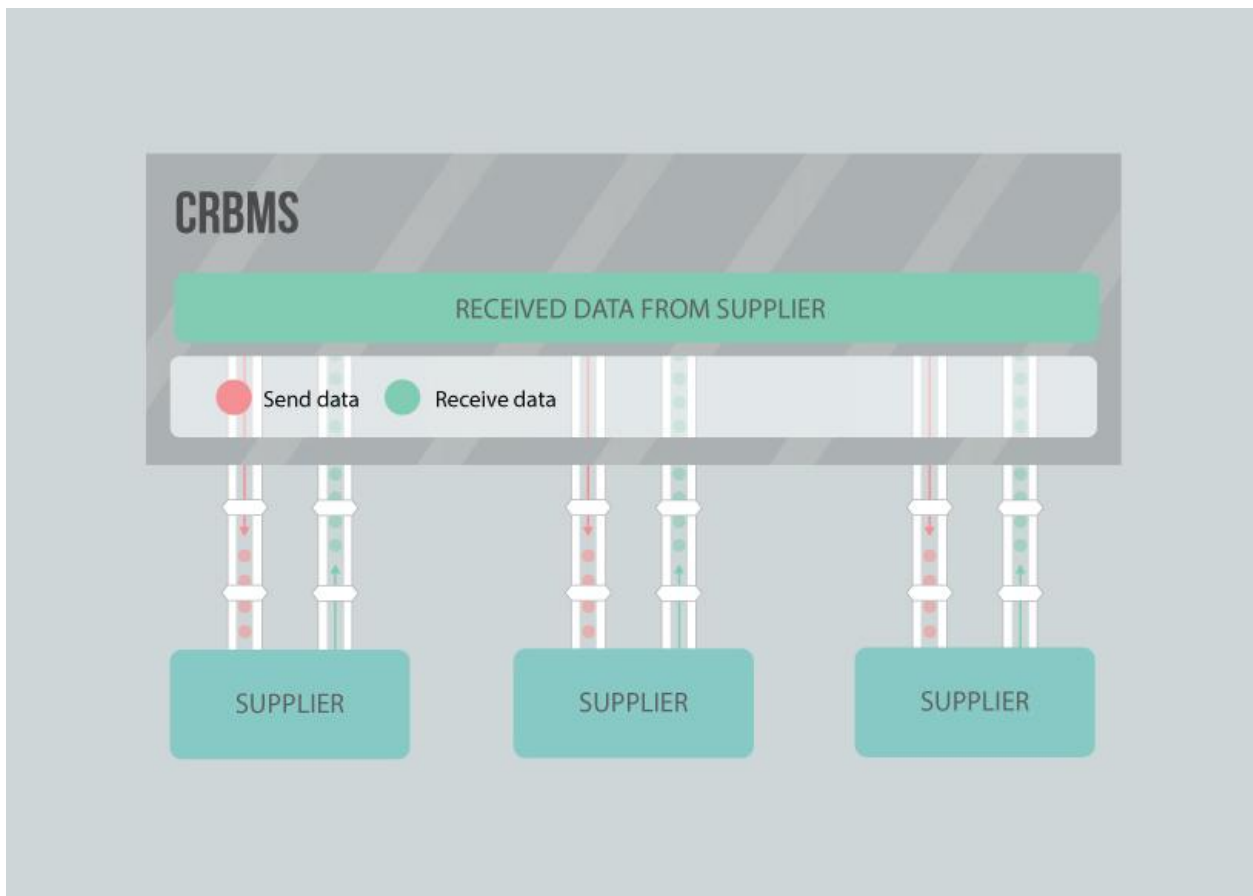 CRBMS
RECEIVED DATA FROM SUPPLIER
Send data
Receive data
SUPPLIER
SUPPLIER
SUPPLIER